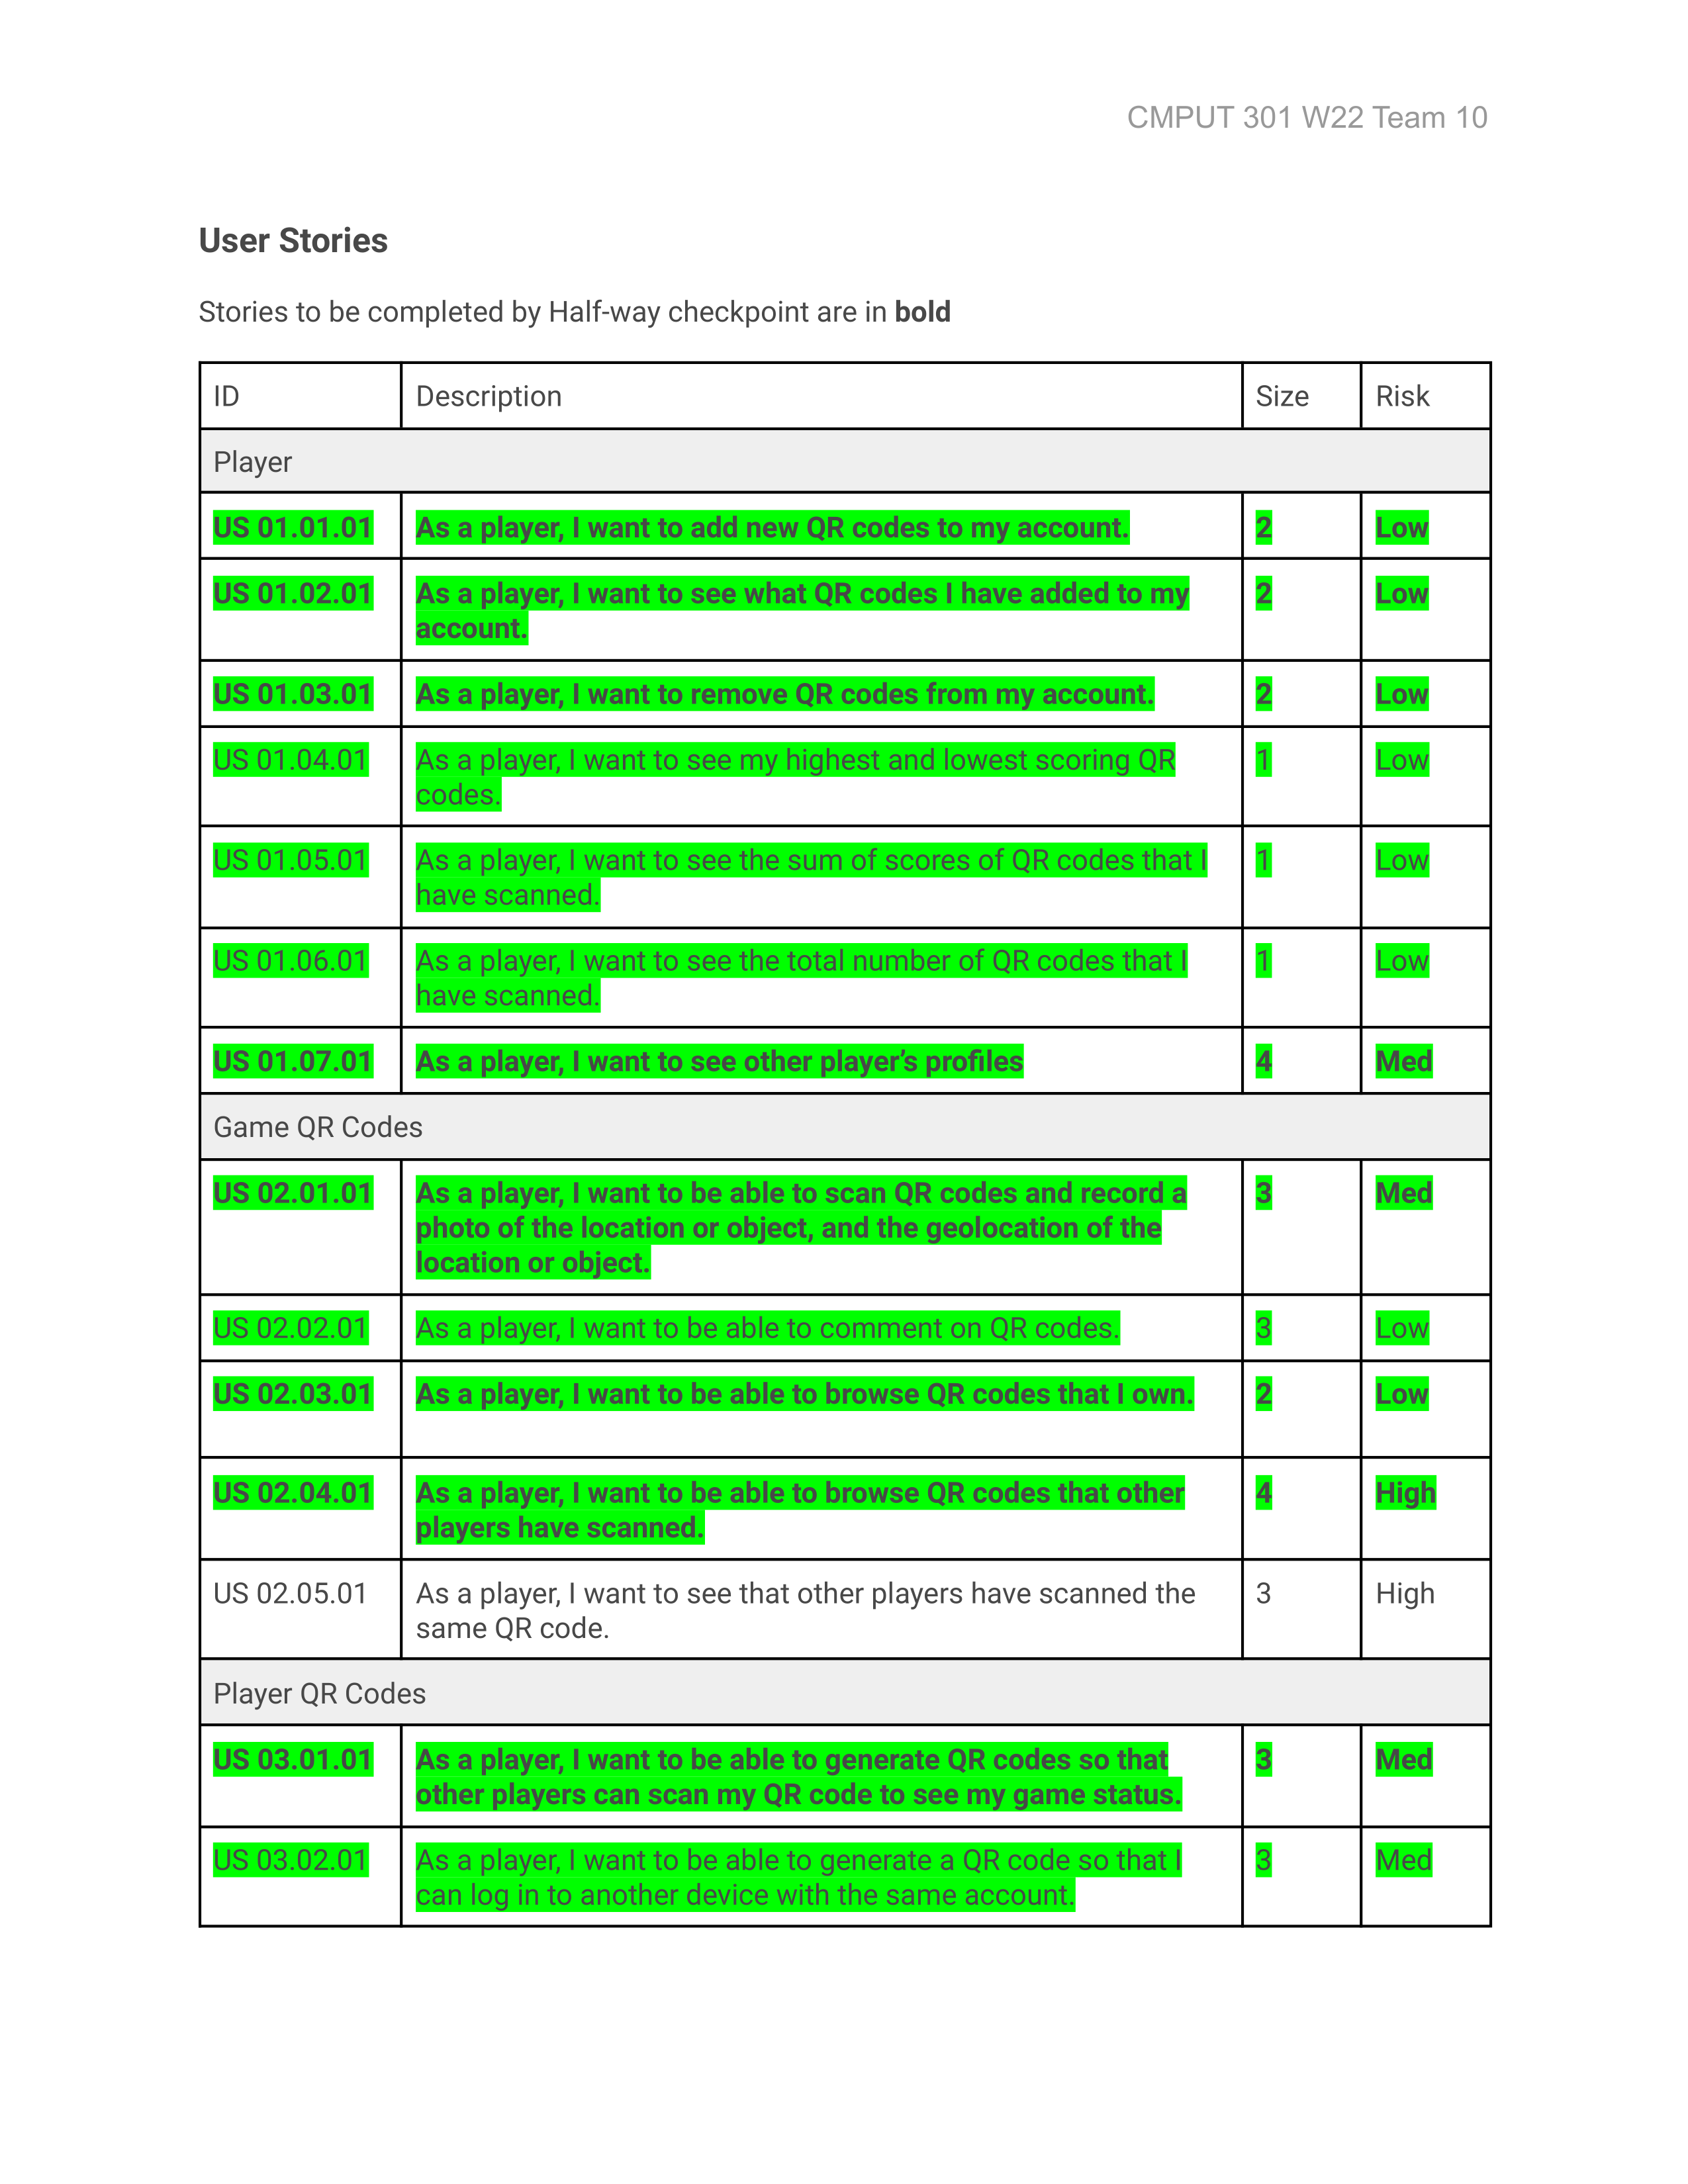 CMPUT 301 W22 Team 10
User Stories
Stories to be completed by Half-way checkpoint are in bold
ID Description Size Risk
Player
US 01.01.01 As a player, I want to add new QR codes to my account. 2 Low
US 01.02.01 As a player, I want to see what QR codes I have added to my 2 Low
account.
US 01.03.01 As a player, I want to remove QR codes from my account. 2 Low
US 01.04.01 As a player, I want to see my highest and lowest scoring QR 1 Low
codes.
US 01.05.01 As a player, I want to see the sum of scores of QR codes that I 1 Low
have scanned.
US 01.06.01 As a player, I want to see the total number of QR codes that I 1 Low
have scanned.
US 01.07.01 As a player, I want to see other player’s profiles 4 Med
Game QR Codes
US 02.01.01 As a player, I want to be able to scan QR codes and record a 3 Med
photo of the location or object, and the geolocation of the
location or object.
US 02.02.01 As a player, I want to be able to comment on QR codes. 3 Low
US 02.03.01 As a player, I want to be able to browse QR codes that I own. 2 Low
US 02.04.01 As a player, I want to be able to browse QR codes that other 4 High
players have scanned.
US 02.05.01 As a player, I want to see that other players have scanned the 3 High
same QR code.
Player QR Codes
US 03.01.01 As a player, I want to be able to generate QR codes so that 3 Med
other players can scan my QR code to see my game status.
US 03.02.01 As a player, I want to be able to generate a QR code so that I 3 Med
can log in to another device with the same account.